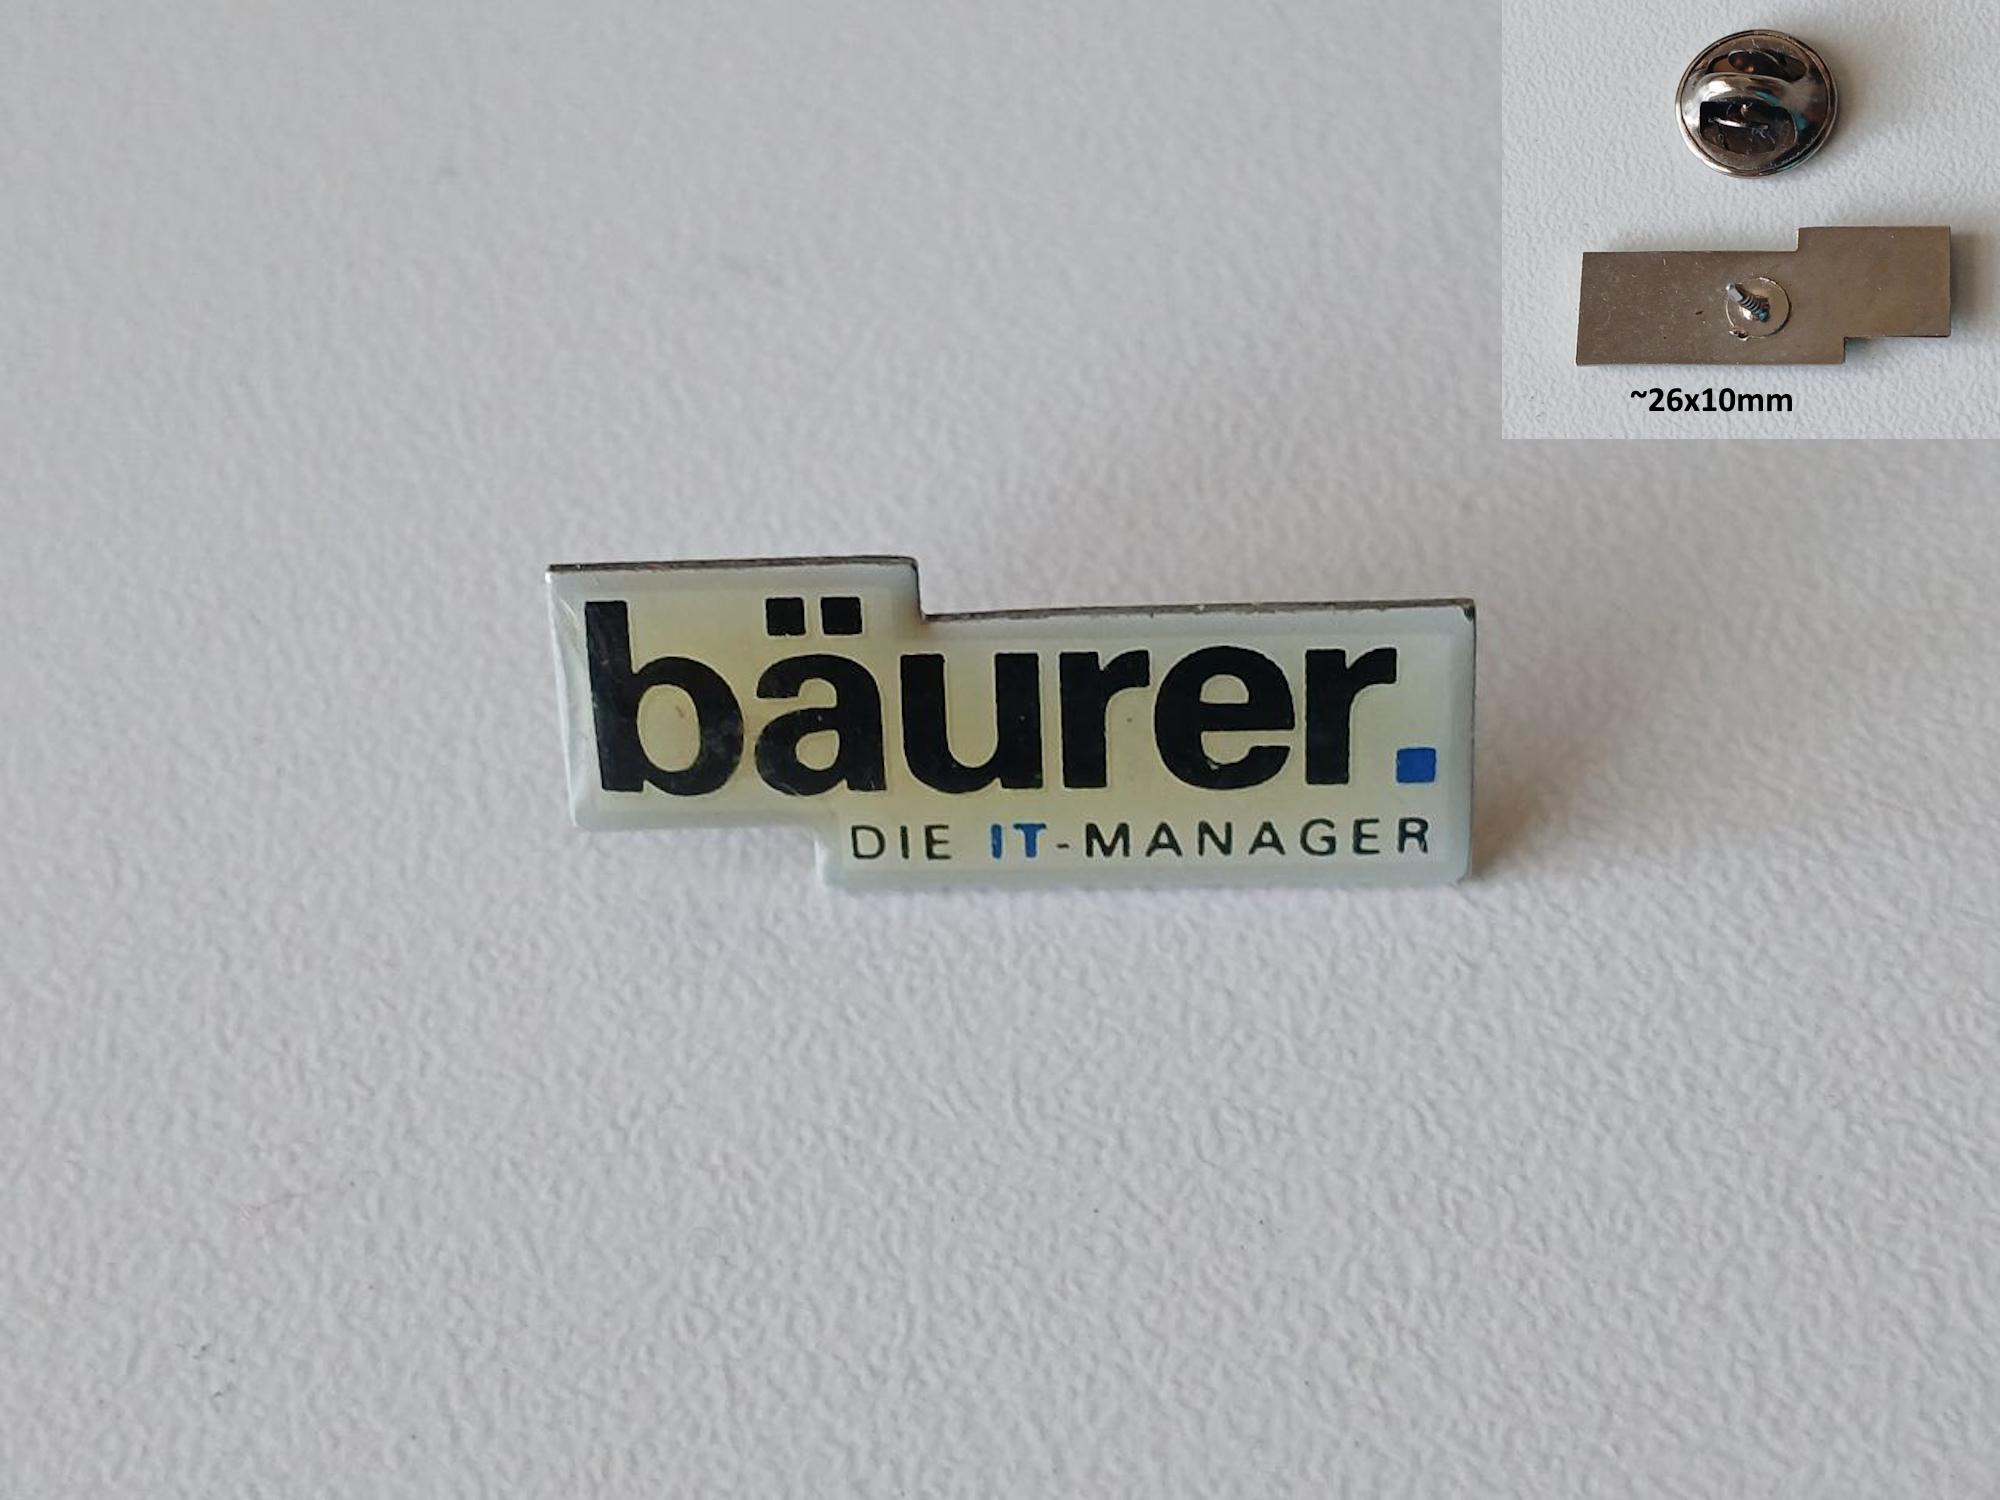 ~26x10mm
bäurer.
DIE IT-MANAGER